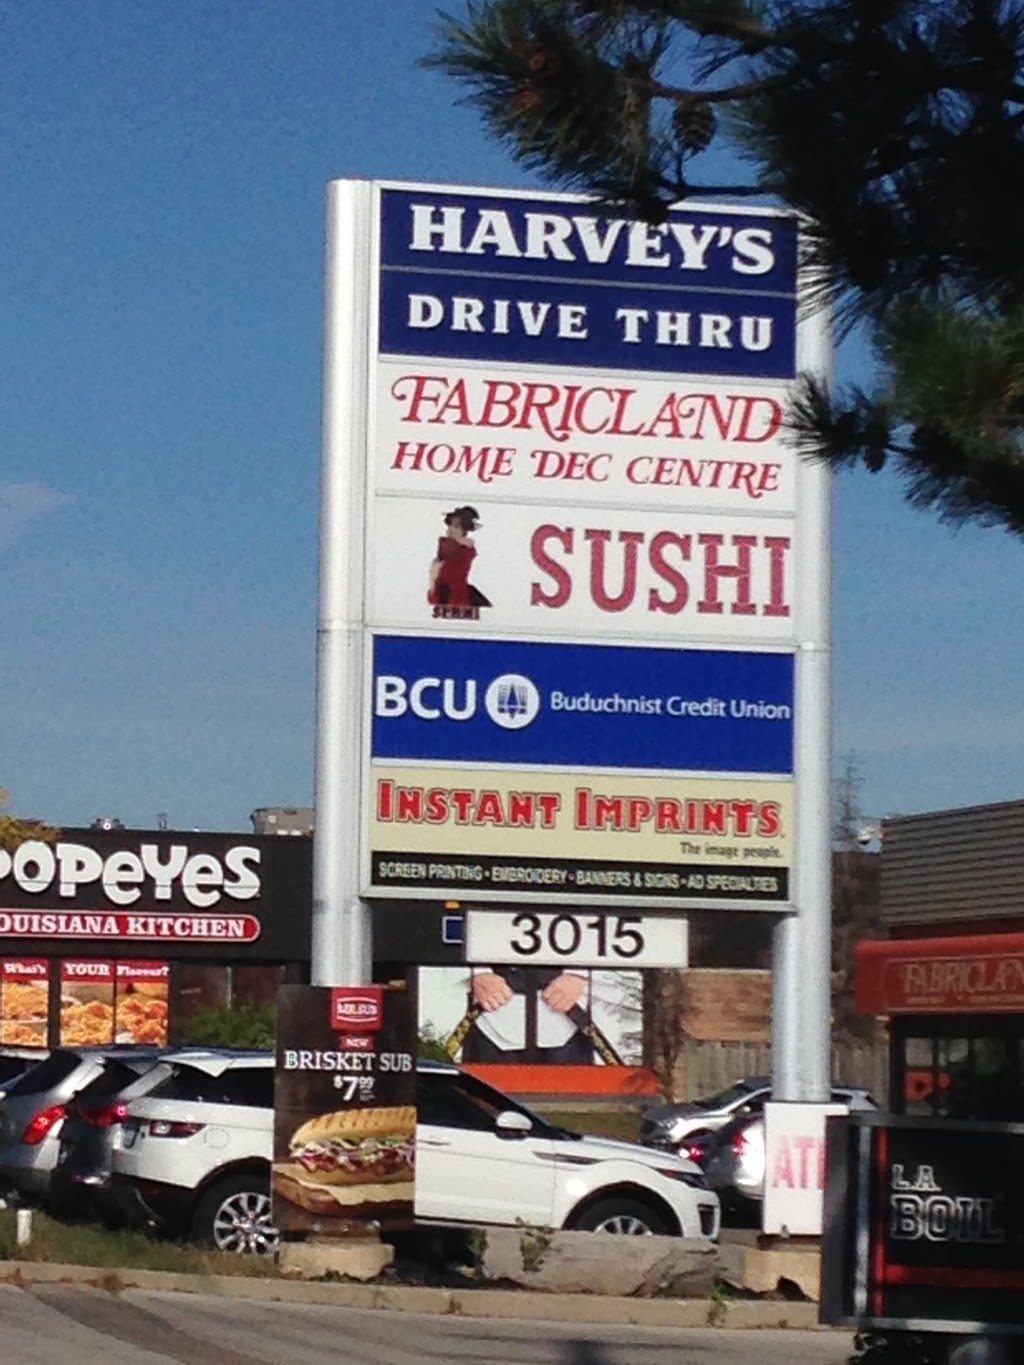 HARVEY'S
DRIVE THRU
FABRICLAND
HOME DEC CENTRE
SUSHI
BCU Buduchnist Credit Union
INSTANT IMPRINTS
The image people.
SCREEN PRINTING • EMBROIDERY • BANNERS & SIGNS • AD SPECIALTIES
3015
POPEYES
LOUISIANA KITCHEN
What's YOUR Flavour?
MR.SUB
NEW
BRISKET SUB
$7.99
FABRICLAN
L.A.
BOIL